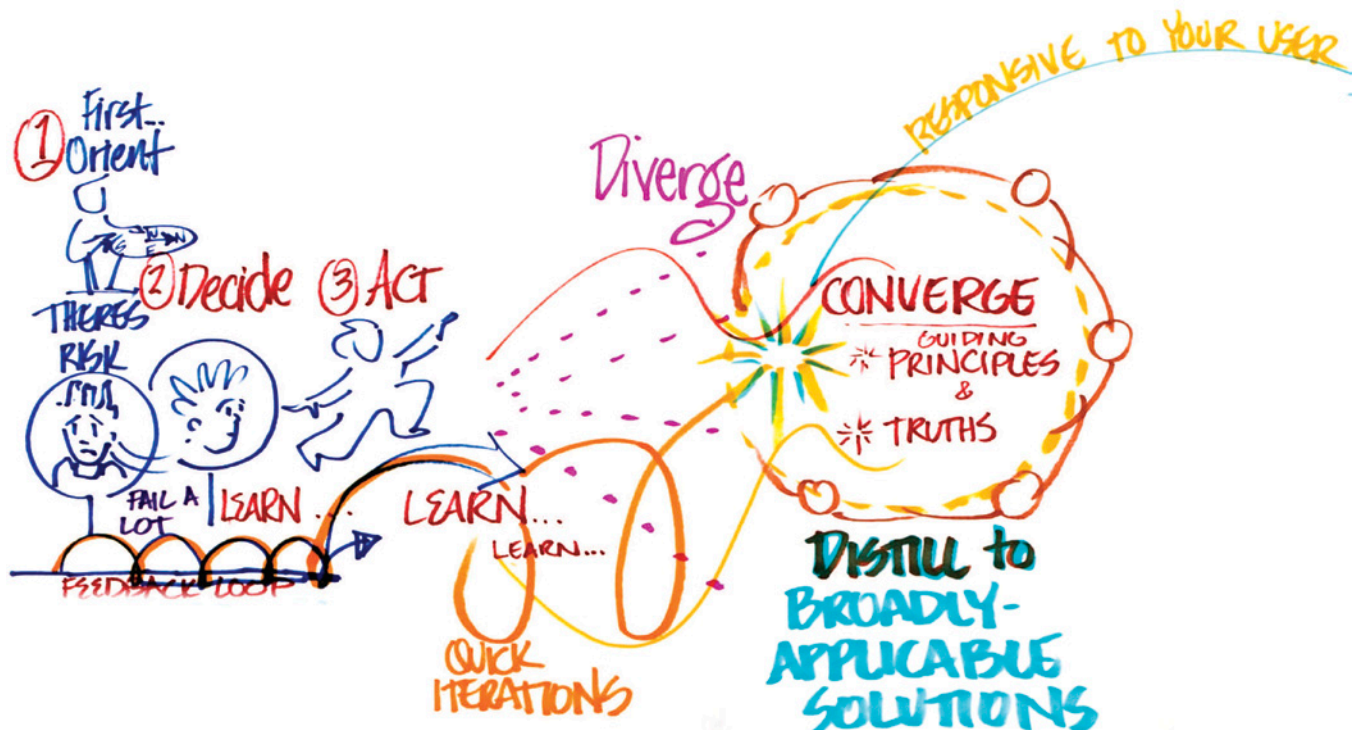 1 First...
Orient
2 Decide
3 ACT
THERES
RISK
FAIL A
LOT
LEARN...
FEEDBACK LOOP
LEARN...
LEARN...
QUICK
ITERATIONS
Diverge
CONVERGE
GUIDING
PRINCIPLES
&
TRUTHS
DISTILL to
BROADLY-
APPLICABLE
SOLUTIONS
RESPONSIVE TO YOUR USER